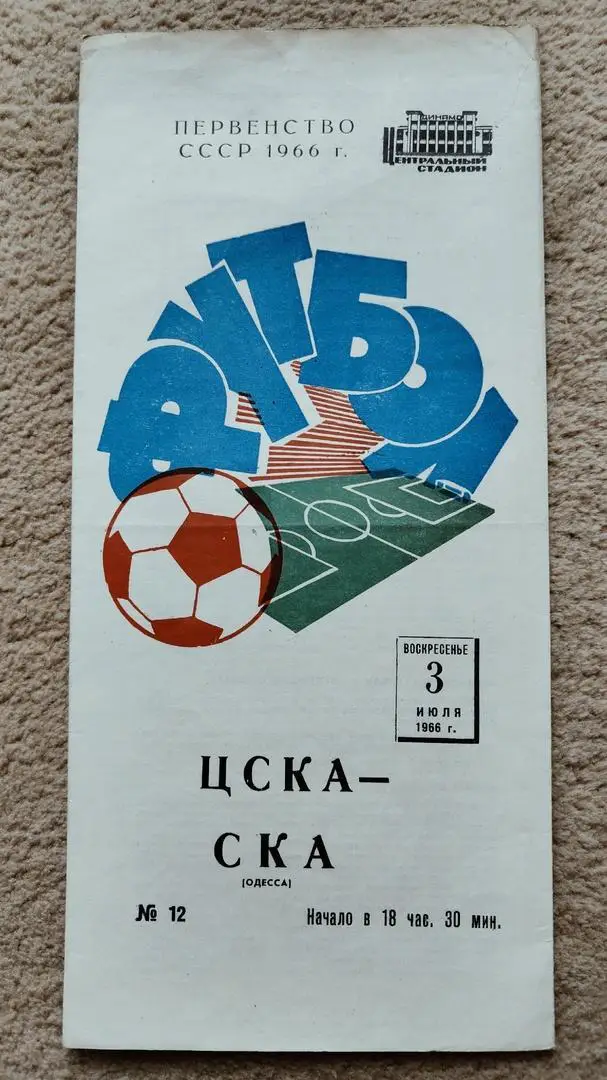 ПЕРВЕНСТВО
СССР 1966 г.
ДИНАМО
ЦЕНТРАЛЬНЫЙ
СТАДИОН
ФУТБОЛ
ВОСКРЕСЕНЬЕ
3
ИЮЛЯ
1966 г.
ЦСКА—
СКА
(ОДЕССА)
№ 12
Начало в 18 час. 30 мин.